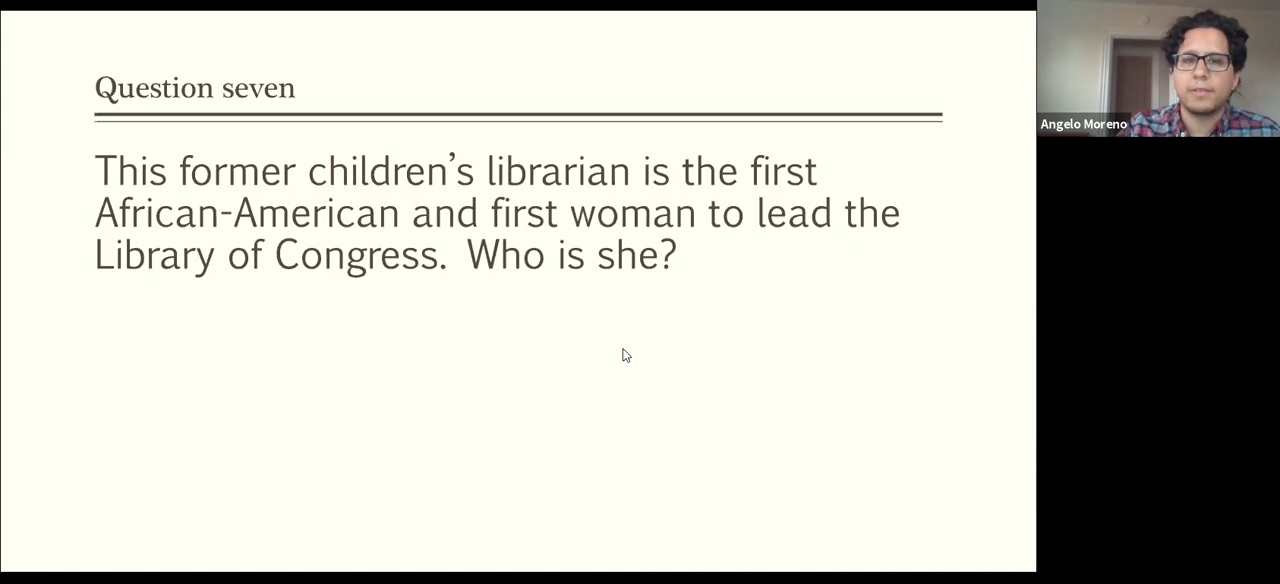 Question seven
This former children’s librarian is the first
African-American and first woman to lead the
Library of Congress.  Who is she?
Angelo Moreno